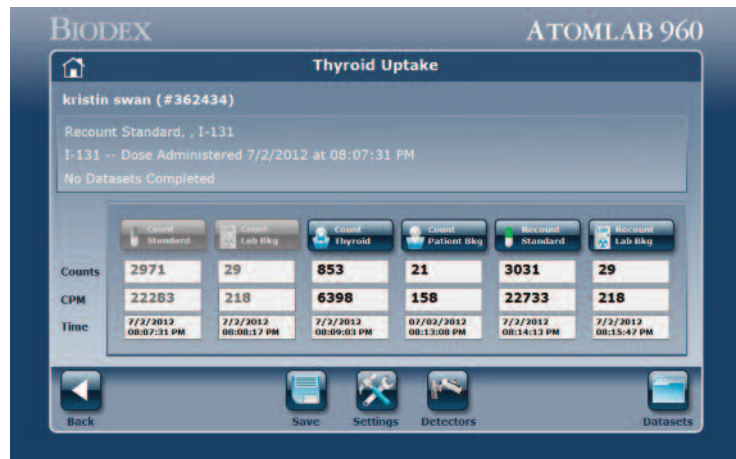 BIODEX ATOMLAB 960
Thyroid Uptake
kristin swan (#362434)
Recount Standard, , I-131
I-131 -- Dose Administered 7/2/2012 at 08:07:31 PM
No Datasets Completed
Count Standard Count Lab Bkg Count Thyroid Count Patient Bkg Recount Standard Recount Lab Bkg
Counts 2971 29 853 21 3031 29
CPM 22283 218 6398 158 22733 218
Time 7/2/2012 7/2/2012 7/2/2012 07/02/2012 7/2/2012 7/2/2012
08:07:31 PM 08:08:17 PM 08:09:03 PM 08:13:08 PM 08:14:13 PM 08:15:47 PM
Back Save Settings Detectors Datasets